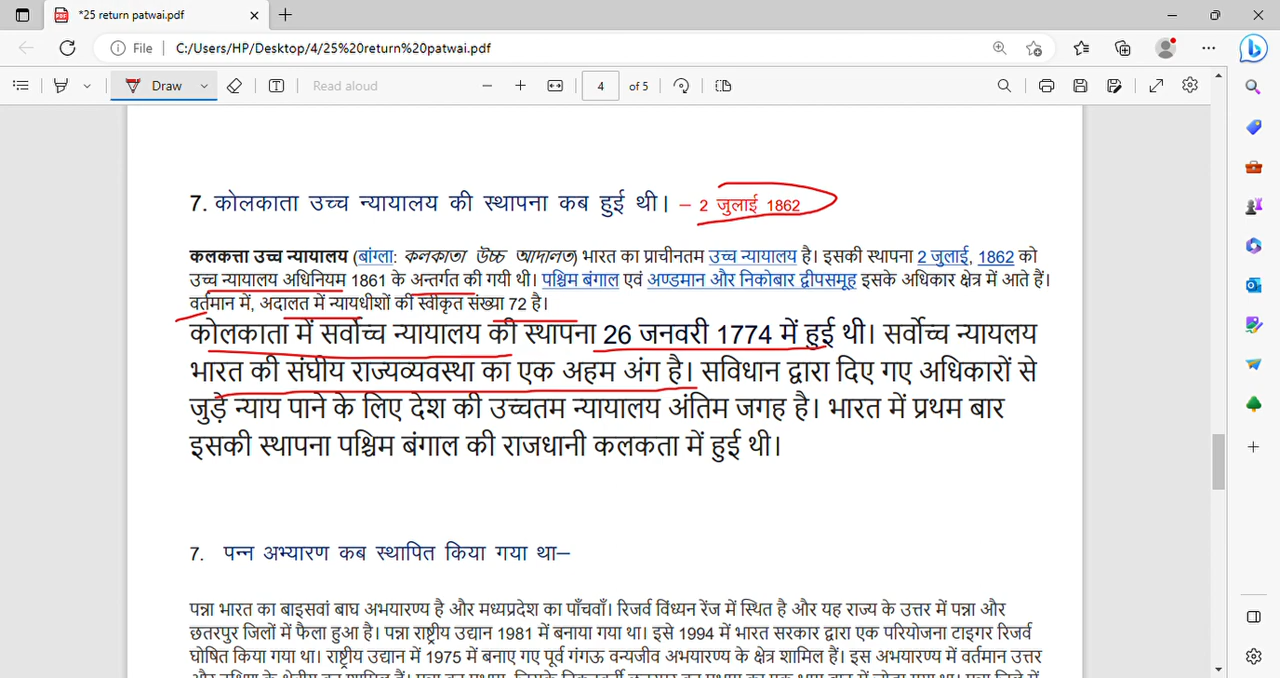 *25 return patwai.pdf
File C:/Users/HP/Desktop/4/25%20return%20patwai.pdf
Draw Read aloud 4 of 5
7. कोलकाता उच्च न्यायालय की स्थापना कब हुई थी। – 2 जुलाई 1862
कलकत्ता उच्च न्यायालय (बांग्ला: কলকাতা উচ্চ আদালত) भारत का प्राचीनतम उच्च न्यायालय है। इसकी स्थापना 2 जुलाई, 1862 को
उच्च न्यायालय अधिनियम 1861 के अन्तर्गत की गयी थी। पश्चिम बंगाल एवं अण्डमान और निकोबार द्वीपसमूह इसके अधिकार क्षेत्र में आते हैं।
वर्तमान में, अदालत में न्यायधीशों की स्वीकृत संख्या 72 है।
कोलकाता में सर्वोच्च न्यायालय की स्थापना 26 जनवरी 1774 में हुई थी। सर्वोच्च न्यायलय
भारत की संघीय राज्यव्यवस्था का एक अहम अंग है। सविधान द्वारा दिए गए अधिकारों से
जुड़े न्याय पाने के लिए देश की उच्चतम न्यायालय अंतिम जगह है। भारत में प्रथम बार
इसकी स्थापना पश्चिम बंगाल की राजधानी कलकता में हुई थी।
7. पन्न अभ्यारण कब स्थापित किया गया था–
पन्ना भारत का बाइसवां बाघ अभयारण्य है और मध्यप्रदेश का पाँचवाँ। रिजर्व विंध्यन रेंज में स्थित है और यह राज्य के उत्तर में पन्ना और
छतरपुर जिलों में फैला हुआ है। पन्ना राष्ट्रीय उद्यान 1981 में बनाया गया था। इसे 1994 में भारत सरकार द्वारा एक परियोजना टाइगर रिजर्व
घोषित किया गया था। राष्ट्रीय उद्यान में 1975 में बनाए गए पूर्व गंगऊ वन्यजीव अभयारण्य के क्षेत्र शामिल हैं। इस अभयारण्य में वर्तमान उत्तर